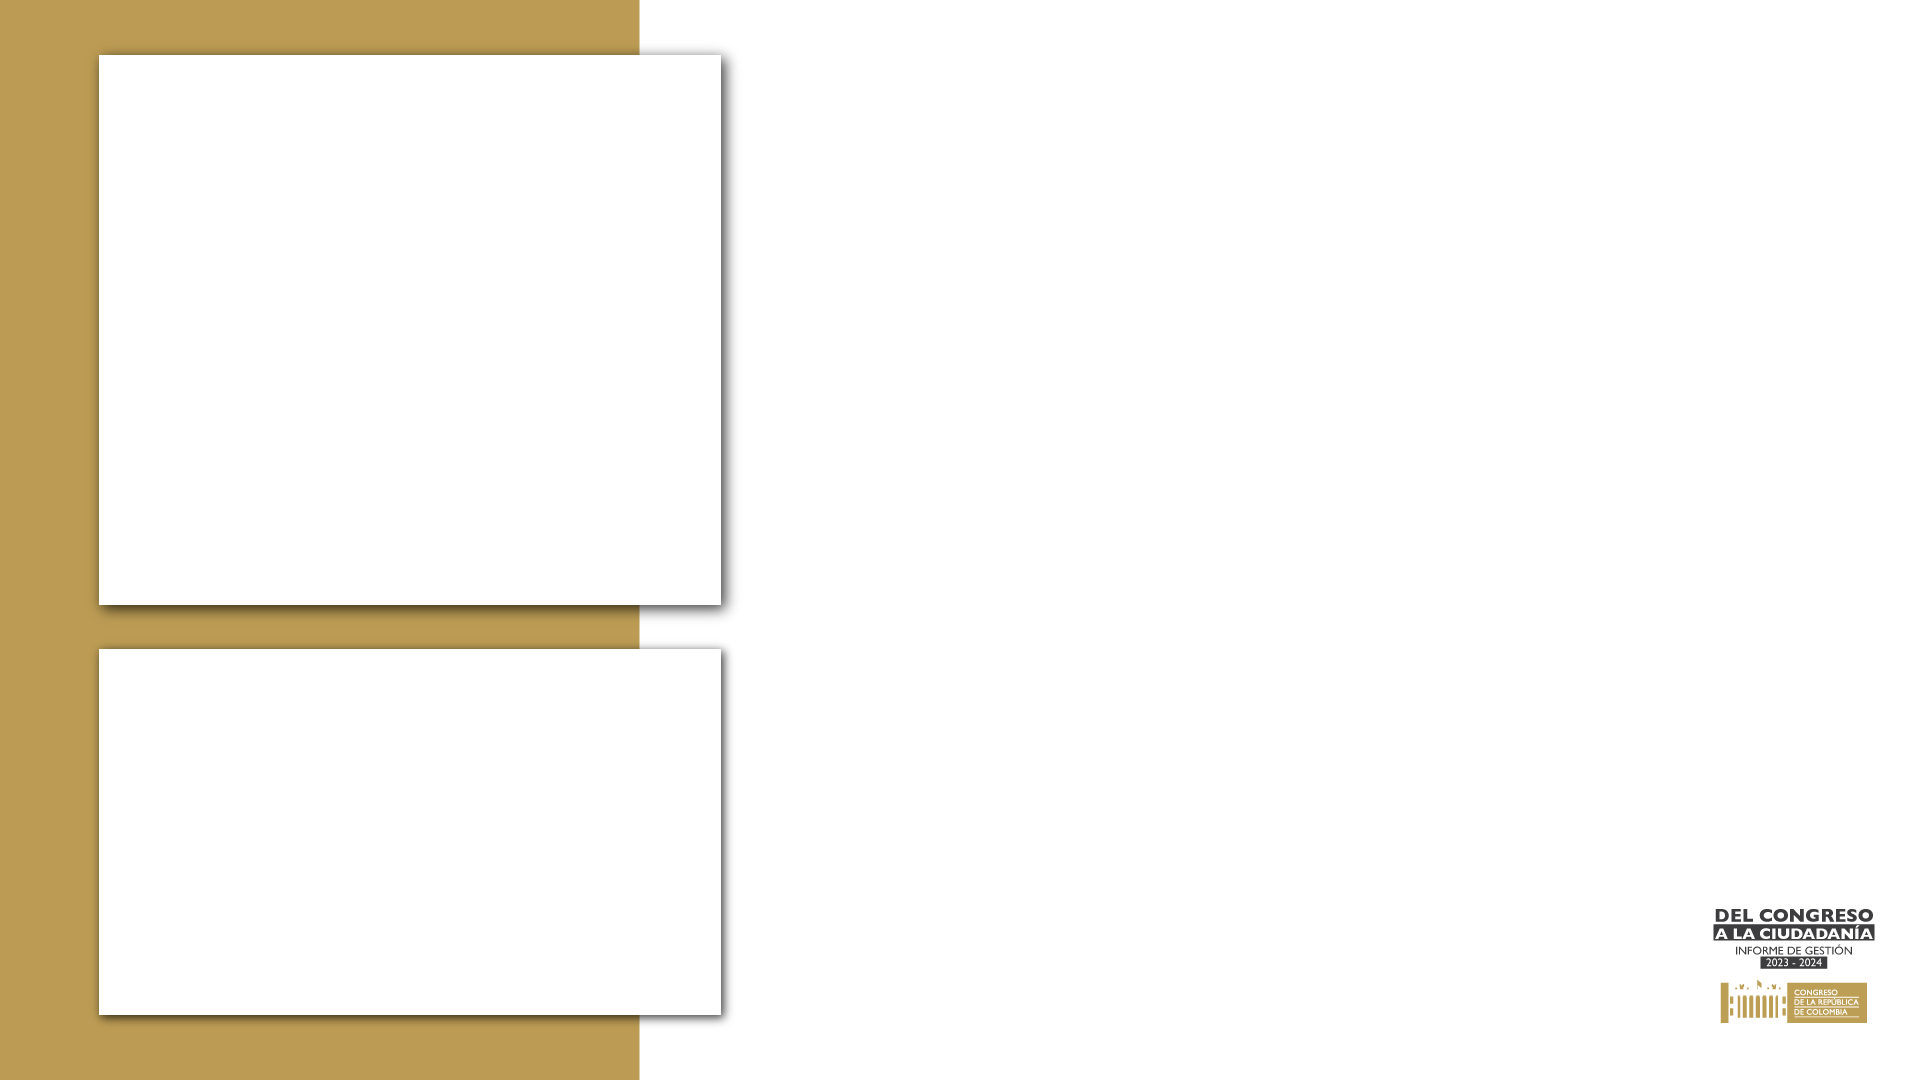 DEL CONGRESO
A LA CIUDADANÍA
INFORME DE GESTIÓN
2023 - 2024
CONGRESO
DE LA REPÚBLICA
DE COLOMBIA